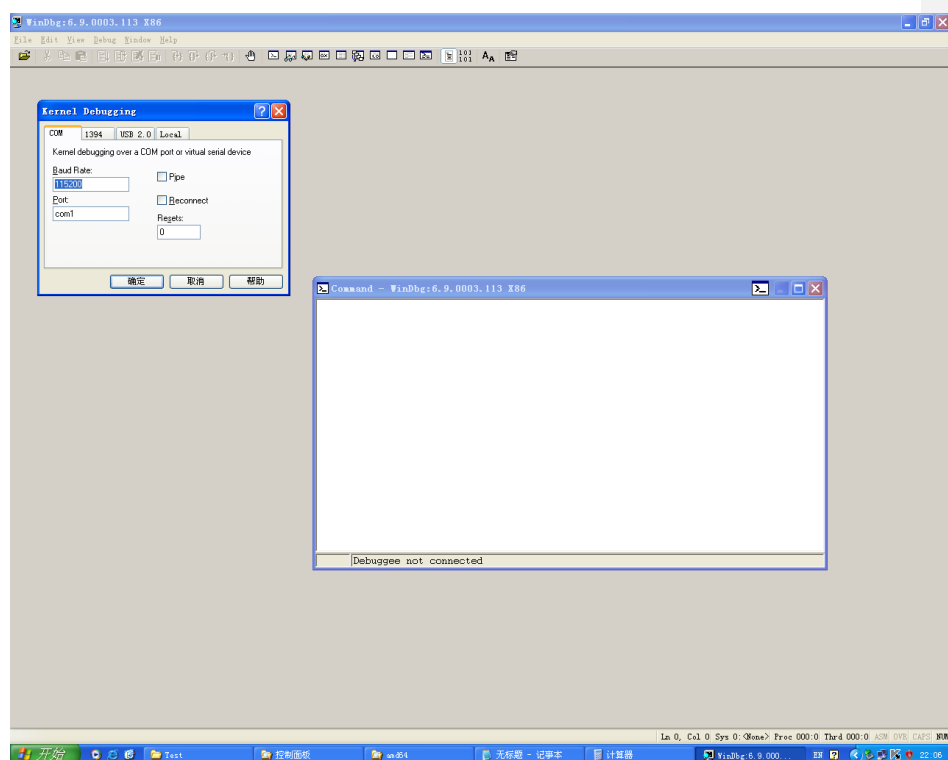 WinDbg:6.9.0003.113 X86
File Edit View Debug Window Help
Kernel Debugging
COM 1394 USB 2.0 Local
Kernel debugging over a COM port or virtual serial device
Baud Rate:
115200
Pipe
Port:
com1
Reconnect
Resets:
0
确定 取消 帮助
Command - WinDbg:6.9.0003.113 X86
Debuggee not connected
Ln 0, Col 0 Sys 0:<None> Proc 000:0 Thrd 000:0 ASM OVR CAPS NUM
开始 Test 控制面板 amd64 无标题 - 记事本 计算器 WinDbg:6.9.000... EN 22:06